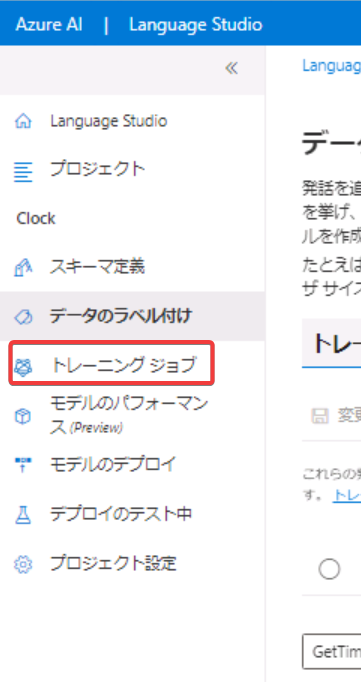 Azure AI | Language Studio
Language Studio
プロジェクト
Clock
スキーマ定義
データのラベル付け
トレーニング ジョブ
モデルのパフォーマン
ス (Preview)
モデルのデプロイ
デプロイのテスト中
プロジェクト設定
Languag
デー
発話を追
を挙げ、
ルを作成
たとえば
ザ サイズ
トレー
変更
これらの
す。 トレー
GetTim